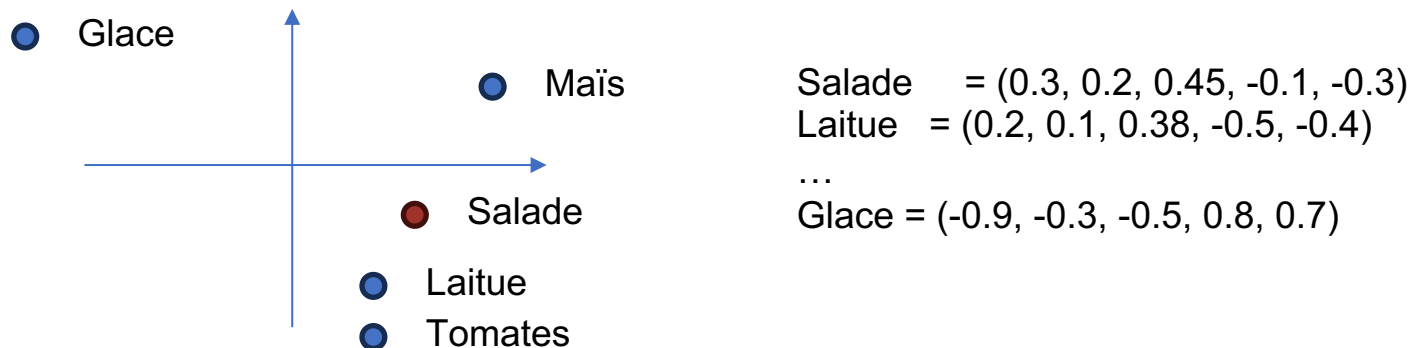 Glace
Maïs
Salade
Laitue
Tomates
Salade = (0.3, 0.2, 0.45, -0.1, -0.3)
Laitue = (0.2, 0.1, 0.38, -0.5, -0.4)
…
Glace = (-0.9, -0.3, -0.5, 0.8, 0.7)